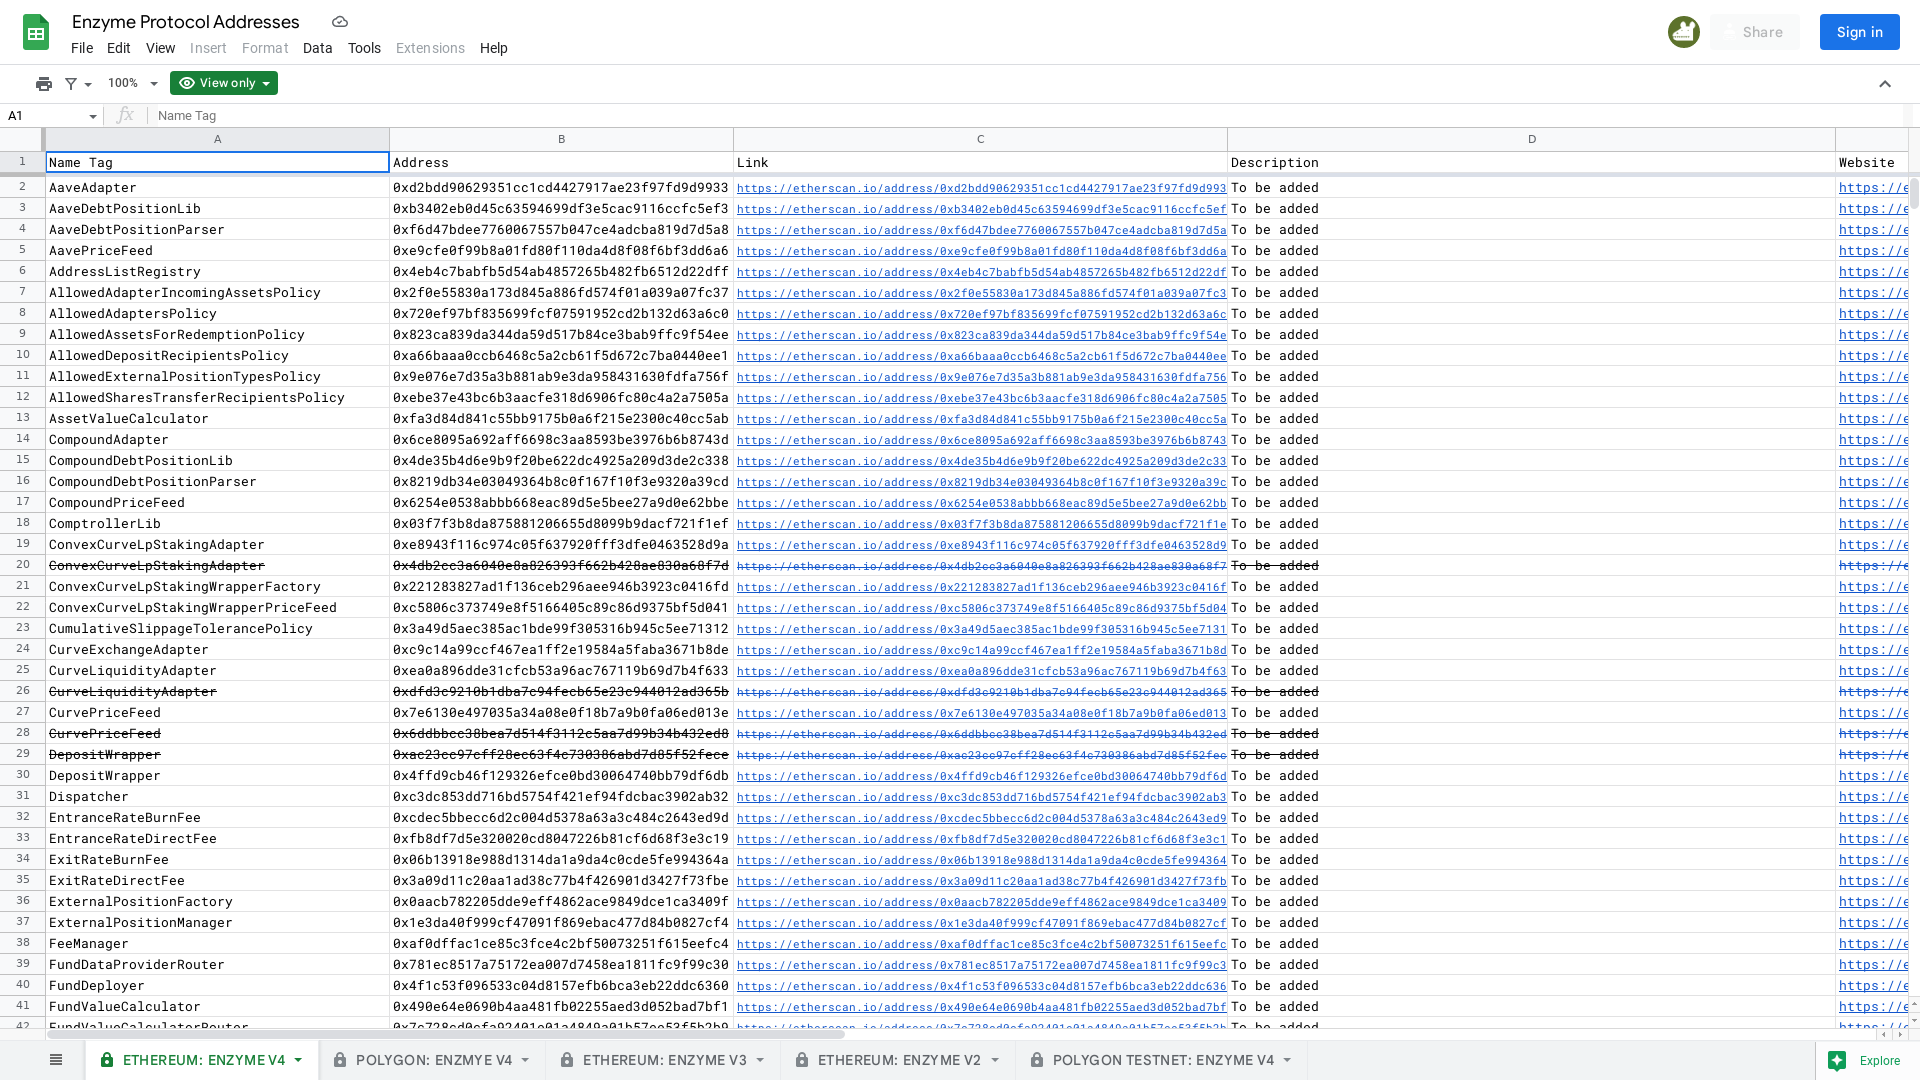 Enzyme Protocol Addresses
File Edit View Insert Format Data Tools Extensions Help
Share
Sign in
100%
View only
A1 fx Name Tag
A B C D
1 Name Tag Address Link Description Website
2 AaveAdapter 0xd2bdd90629351cc1cd4427917ae23f97fd9d9933 https://etherscan.io/address/0xd2bdd90629351cc1cd4427917ae23f97fd9d993 To be added https://e
3 AaveDebtPositionLib 0xb3402eb0d45c63594699df3e5cac9116ccfc5ef3 https://etherscan.io/address/0xb3402eb0d45c63594699df3e5cac9116ccfc5ef To be added https://e
4 AaveDebtPositionParser 0xf6d47bdee7760067557b047ce4adcba819d7d5a8 https://etherscan.io/address/0xf6d47bdee7760067557b047ce4adcba819d7d5a To be added https://e
5 AavePriceFeed 0xe9cfe0f99b8a01fd80f110da4d8f08f6bf3dd6a6 https://etherscan.io/address/0xe9cfe0f99b8a01fd80f110da4d8f08f6bf3dd6a To be added https://e
6 AddressListRegistry 0x4eb4c7babfb5d54ab4857265b482fb6512d22dff https://etherscan.io/address/0x4eb4c7babfb5d54ab4857265b482fb6512d22df To be added https://e
7 AllowedAdapterIncomingAssetsPolicy 0x2f0e55830a173d845a886fd574f01a039a07fc37 https://etherscan.io/address/0x2f0e55830a173d845a886fd574f01a039a07fc3 To be added https://e
8 AllowedAdaptersPolicy 0x720ef97bf835699fcf07591952cd2b132d63a6c0 https://etherscan.io/address/0x720ef97bf835699fcf07591952cd2b132d63a6c To be added https://e
9 AllowedAssetsForRedemptionPolicy 0x823ca839da344da59d517b84ce3bab9ffc9f54ee https://etherscan.io/address/0x823ca839da344da59d517b84ce3bab9ffc9f54e To be added https://e
10 AllowedDepositRecipientsPolicy 0xa66baaa0ccb6468c5a2cb61f5d672c7ba0440ee1 https://etherscan.io/address/0xa66baaa0ccb6468c5a2cb61f5d672c7ba0440ee To be added https://e
11 AllowedExternalPositionTypesPolicy 0x9e076e7d35a3b881ab9e3da958431630fdfa756f https://etherscan.io/address/0x9e076e7d35a3b881ab9e3da958431630fdfa756 To be added https://e
12 AllowedSharesTransferRecipientsPolicy 0xebe37e43bc6b3aacfe318d6906fc80c4a2a7505a https://etherscan.io/address/0xebe37e43bc6b3aacfe318d6906fc80c4a2a7505 To be added https://e
13 AssetValueCalculator 0xfa3d84d841c55bb9175b0a6f215e2300c40cc5ab https://etherscan.io/address/0xfa3d84d841c55bb9175b0a6f215e2300c40cc5a To be added https://e
14 CompoundAdapter 0x6ce8095a692aff6698c3aa8593be3976b6b8743d https://etherscan.io/address/0x6ce8095a692aff6698c3aa8593be3976b6b8743 To be added https://e
15 CompoundDebtPositionLib 0x4de35b4d6e9b9f20be622dc4925a209d3de2c338 https://etherscan.io/address/0x4de35b4d6e9b9f20be622dc4925a209d3de2c33 To be added https://e
16 CompoundDebtPositionParser 0x8219db34e03049364b8c0f167f10f3e9320a39cd https://etherscan.io/address/0x8219db34e03049364b8c0f167f10f3e9320a39c To be added https://e
17 CompoundPriceFeed 0x6254e0538abbb668eac89d5e5bee27a9d0e62bbe https://etherscan.io/address/0x6254e0538abbb668eac89d5e5bee27a9d0e62bb To be added https://e
18 ComptrollerLib 0x03f7f3b8da875881206655d8099b9dacf721f1ef https://etherscan.io/address/0x03f7f3b8da875881206655d8099b9dacf721f1e To be added https://e
19 ConvexCurveLpStakingAdapter 0xe8943f116c974c05f637920fff3dfe0463528d9a https://etherscan.io/address/0xe8943f116c974c05f637920fff3dfe0463528d9 To be added https://e
20 ConvexCurveLpStakingAdapter 0x4db2cc3a6040e8a826393f662b428ae830a68f7d https://etherscan.io/address/0x4db2cc3a6040e8a826393f662b428ae830a68f7 To be added https://e
21 ConvexCurveLpStakingWrapperFactory 0x221283827ad1f136ceb296aee946b3923c0416fd https://etherscan.io/address/0x221283827ad1f136ceb296aee946b3923c0416f To be added https://e
22 ConvexCurveLpStakingWrapperPriceFeed 0xc5806c373749e8f5166405c89c86d9375bf5d041 https://etherscan.io/address/0xc5806c373749e8f5166405c89c86d9375bf5d04 To be added https://e
23 CumulativeSlippageTolerancePolicy 0x3a49d5aec385ac1bde99f305316b945c5ee71312 https://etherscan.io/address/0x3a49d5aec385ac1bde99f305316b945c5ee7131 To be added https://e
24 CurveExchangeAdapter 0xc9c14a99ccf467ea1ff2e19584a5faba3671b8de https://etherscan.io/address/0xc9c14a99ccf467ea1ff2e19584a5faba3671b8d To be added https://e
25 CurveLiquidityAdapter 0xea0a896dde31cfcb53a96ac767119b69d7b4f633 https://etherscan.io/address/0xea0a896dde31cfcb53a96ac767119b69d7b4f63 To be added https://e
26 CurveLiquidityAdapter 0xdfd3c9210b1dba7c94fecb65e23c944012ad365b https://etherscan.io/address/0xdfd3c9210b1dba7c94fecb65e23c944012ad365 To be added https://e
27 CurvePriceFeed 0x7e6130e497035a34a08e0f18b7a9b0fa06ed013e https://etherscan.io/address/0x7e6130e497035a34a08e0f18b7a9b0fa06ed013 To be added https://e
28 CurvePriceFeed 0x6ddbbcc38bea7d514f3112c5aa7d99b34b432ed8 https://etherscan.io/address/0x6ddbbcc38bea7d514f3112c5aa7d99b34b432ed To be added https://e
29 DepositWrapper 0xac23cc97cff28ec63f4c730386abd7d85f52fece https://etherscan.io/address/0xac23cc97cff28ec63f4c730386abd7d85f52fec To be added https://e
30 DepositWrapper 0x4ffd9cb46f129326efce0bd30064740bb79df6db https://etherscan.io/address/0x4ffd9cb46f129326efce0bd30064740bb79df6d To be added https://e
31 Dispatcher 0xc3dc853dd716bd5754f421ef94fdcbac3902ab32 https://etherscan.io/address/0xc3dc853dd716bd5754f421ef94fdcbac3902ab3 To be added https://e
32 EntranceRateBurnFee 0xcdec5bbecc6d2c004d5378a63a3c484c2643ed9d https://etherscan.io/address/0xcdec5bbecc6d2c004d5378a63a3c484c2643ed9 To be added https://e
33 EntranceRateDirectFee 0xfb8df7d5e320020cd8047226b81cf6d68f3e3c19 https://etherscan.io/address/0xfb8df7d5e320020cd8047226b81cf6d68f3e3c1 To be added https://e
34 ExitRateBurnFee 0x06b13918e988d1314da1a9da4c0cde5fe994364a https://etherscan.io/address/0x06b13918e988d1314da1a9da4c0cde5fe994364 To be added https://e
35 ExitRateDirectFee 0x3a09d11c20aa1ad38c77b4f426901d3427f73fbe https://etherscan.io/address/0x3a09d11c20aa1ad38c77b4f426901d3427f73fb To be added https://e
36 ExternalPositionFactory 0x0aacb782205dde9eff4862ace9849dce1ca3409f https://etherscan.io/address/0x0aacb782205dde9eff4862ace9849dce1ca3409 To be added https://e
37 ExternalPositionManager 0x1e3da40f999cf47091f869ebac477d84b0827cf4 https://etherscan.io/address/0x1e3da40f999cf47091f869ebac477d84b0827cf To be added https://e
38 FeeManager 0xaf0dffac1ce85c3fce4c2bf50073251f615eefc4 https://etherscan.io/address/0xaf0dffac1ce85c3fce4c2bf50073251f615eefc To be added https://e
39 FundDataProviderRouter 0x781ec8517a75172ea007d7458ea1811fc9f99c30 https://etherscan.io/address/0x781ec8517a75172ea007d7458ea1811fc9f99c3 To be added https://e
40 FundDeployer 0x4f1c53f096533c04d8157efb6bca3eb22ddc6360 https://etherscan.io/address/0x4f1c53f096533c04d8157efb6bca3eb22ddc636 To be added https://e
41 FundValueCalculator 0x490e64e0690b4aa481fb02255aed3d052bad7bf1 https://etherscan.io/address/0x490e64e0690b4aa481fb02255aed3d052bad7bf To be added https://e
42 FundValueCalculatorRouter To be added
ETHEREUM: ENZYME V4 POLYGON: ENZMYE V4 ETHEREUM: ENZYME V3 ETHEREUM: ENZYME V2 POLYGON TESTNET: ENZYME V4 Explore